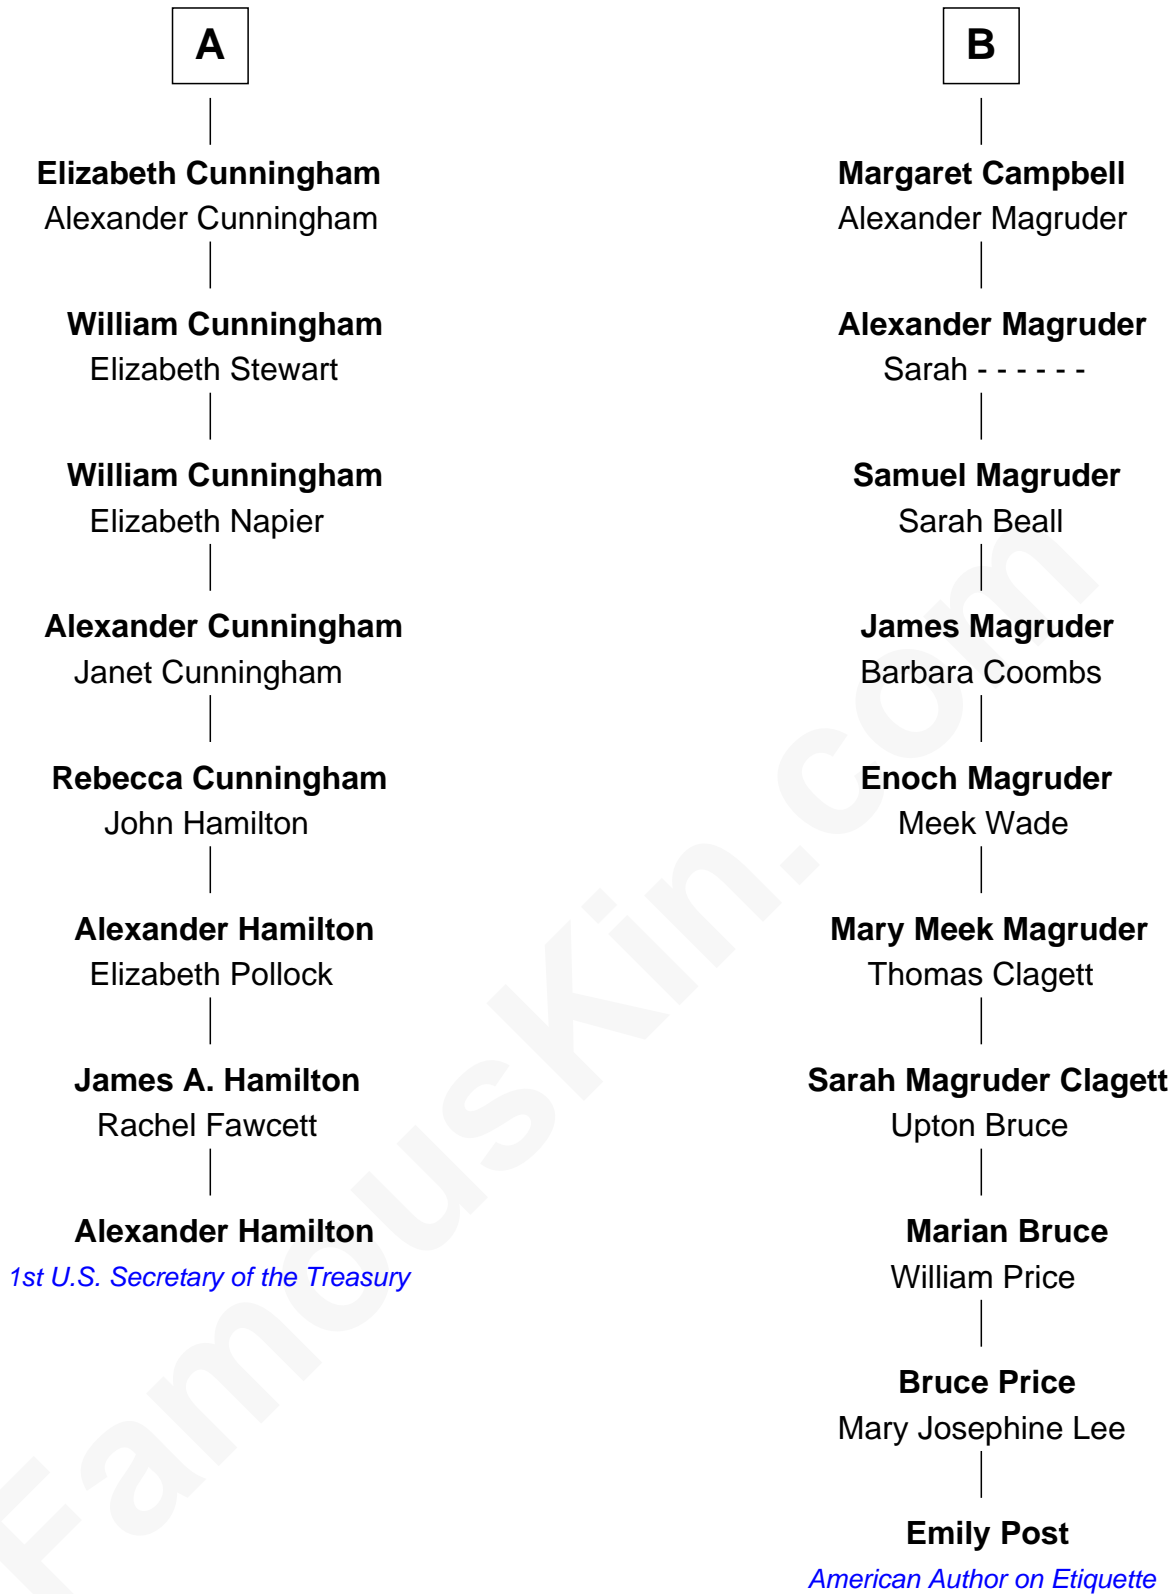 A
Elizabeth Cunningham
Alexander Cunningham
William Cunningham
Elizabeth Stewart
William Cunningham
Elizabeth Napier
Alexander Cunningham
Janet Cunningham
Rebecca Cunningham
John Hamilton
Alexander Hamilton
Elizabeth Pollock
James A. Hamilton
Rachel Fawcett
Alexander Hamilton
1st U.S. Secretary of the Treasury
B
Margaret Campbell
Alexander Magruder
Alexander Magruder
Sarah - - - - - -
Samuel Magruder
Sarah Beall
James Magruder
Barbara Coombs
Enoch Magruder
Meek Wade
Mary Meek Magruder
Thomas Clagett
Sarah Magruder Clagett
Upton Bruce
Marian Bruce
William Price
Bruce Price
Mary Josephine Lee
Emily Post
American Author on Etiquette
FamousKin.com